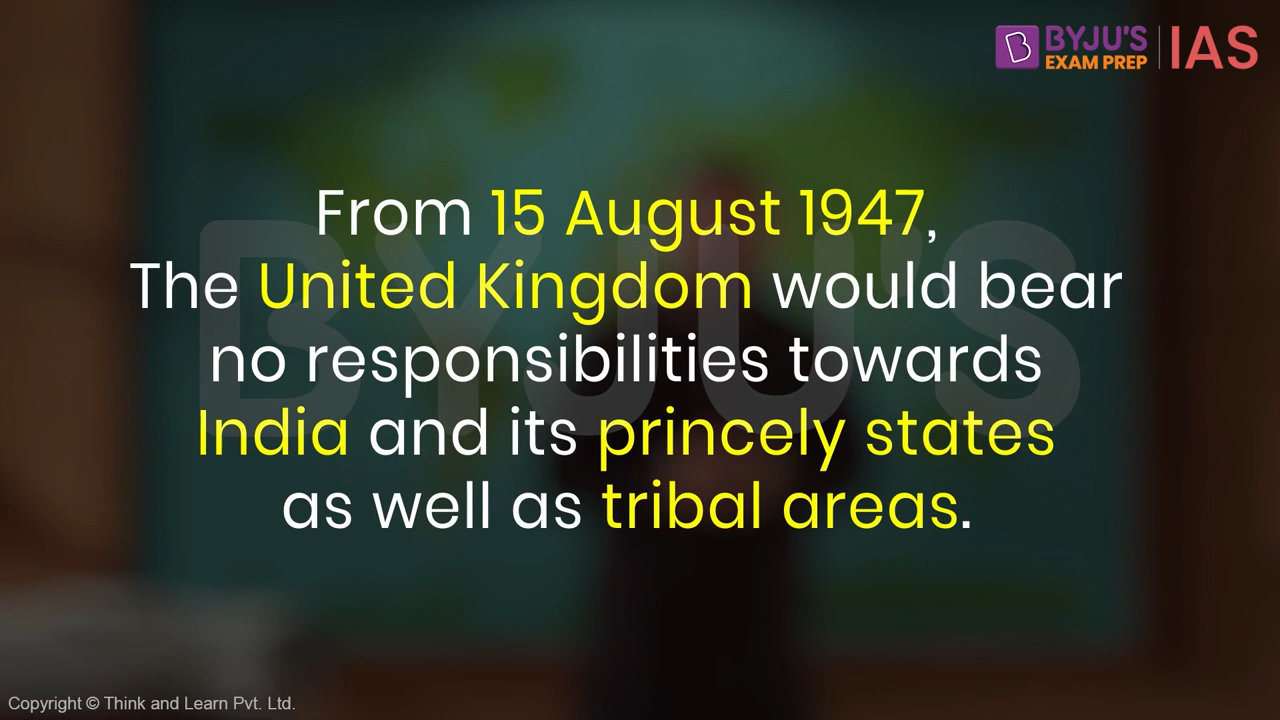 BYJU'S
EXAM PREP
IAS
From 15 August 1947,
The United Kingdom would bear
no responsibilities towards
India and its princely states
as well as tribal areas.
BYJU'S
Copyright © Think and Learn Pvt. Ltd.